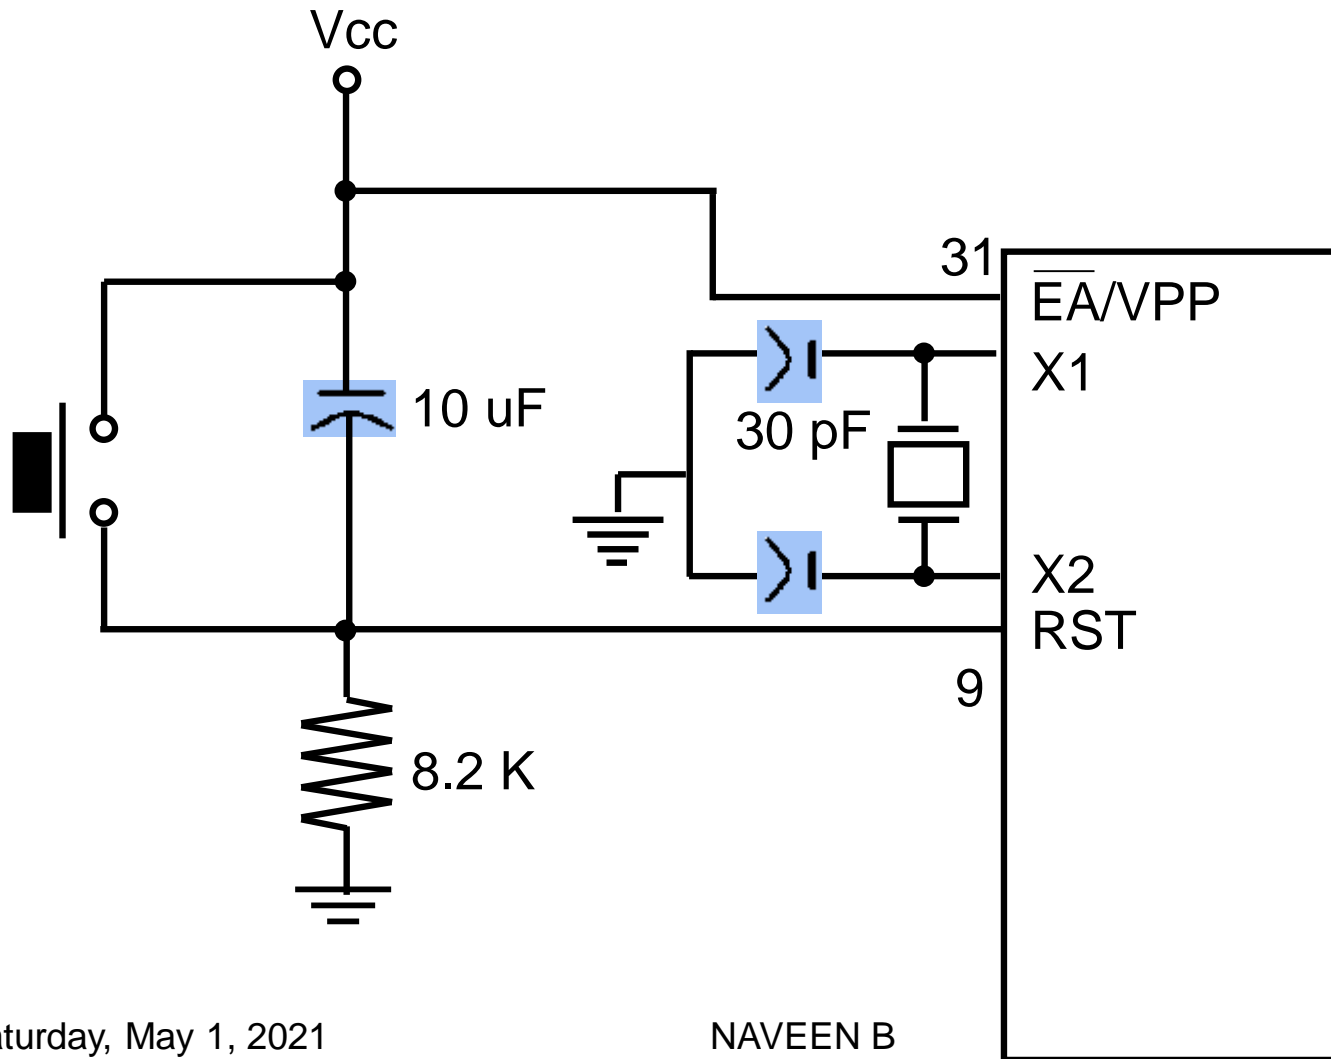 Vcc
31
EA/VPP
X1
10 uF
30 pF
X2
RST
9
8.2 K
aturday, May 1, 2021
NAVEEN B